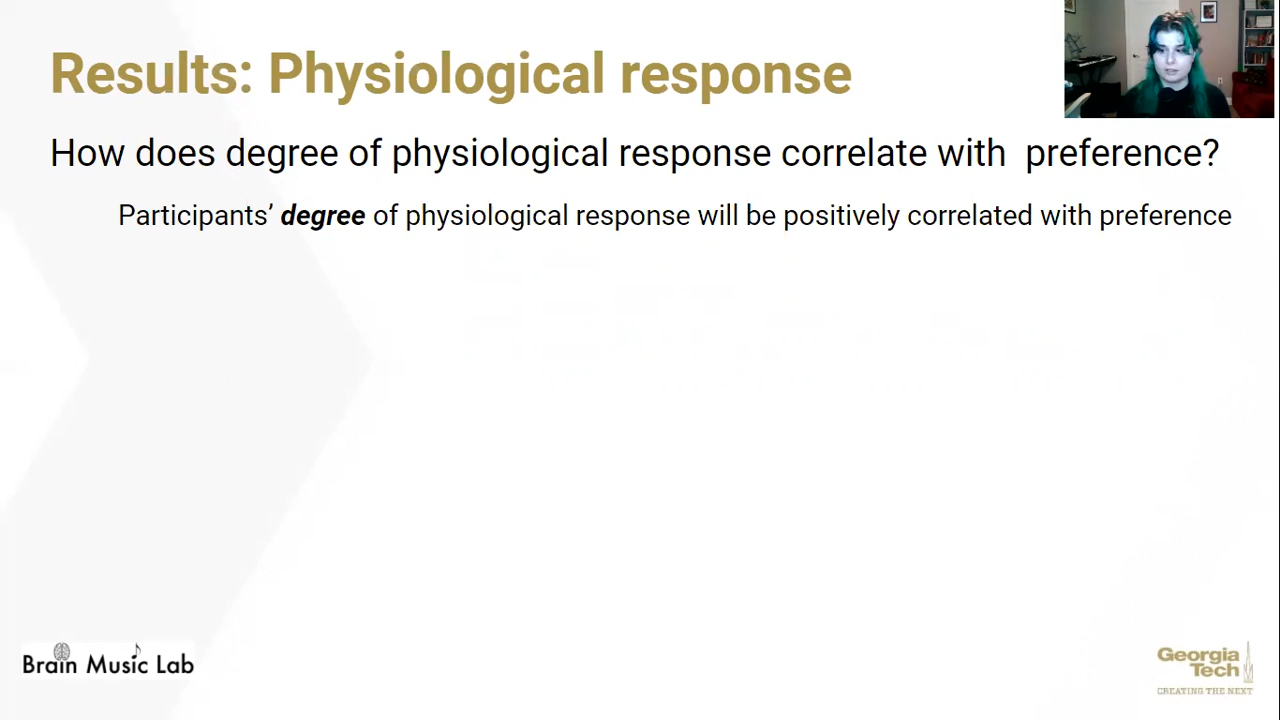 Results: Physiological response
How does degree of physiological response correlate with  preference?
Participants’ degree of physiological response will be positively correlated with preference
Brain Music Lab
Georgia
Tech
CREATING THE NEXT